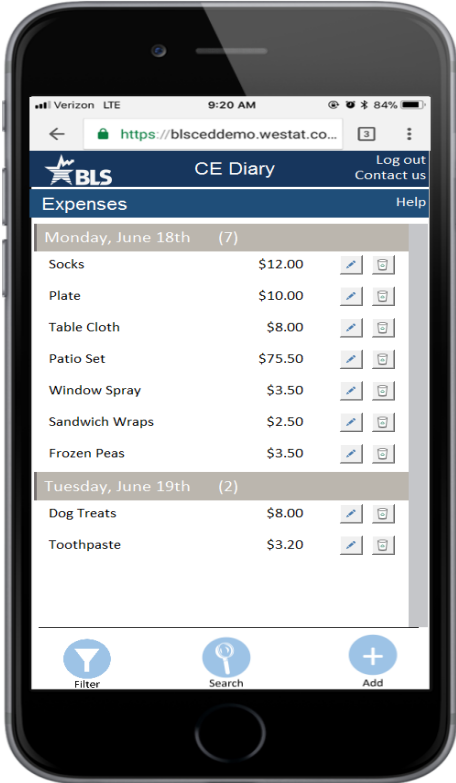 Verizon LTE 9:20 AM 84%
https://blsceddemo.westat.co... 3
BLS CE Diary Log out
Contact us
Expenses Help
Monday, June 18th (7)
Socks $12.00
Plate $10.00
Table Cloth $8.00
Patio Set $75.50
Window Spray $3.50
Sandwich Wraps $2.50
Frozen Peas $3.50
Tuesday, June 19th (2)
Dog Treats $8.00
Toothpaste $3.20
Filter Search Add